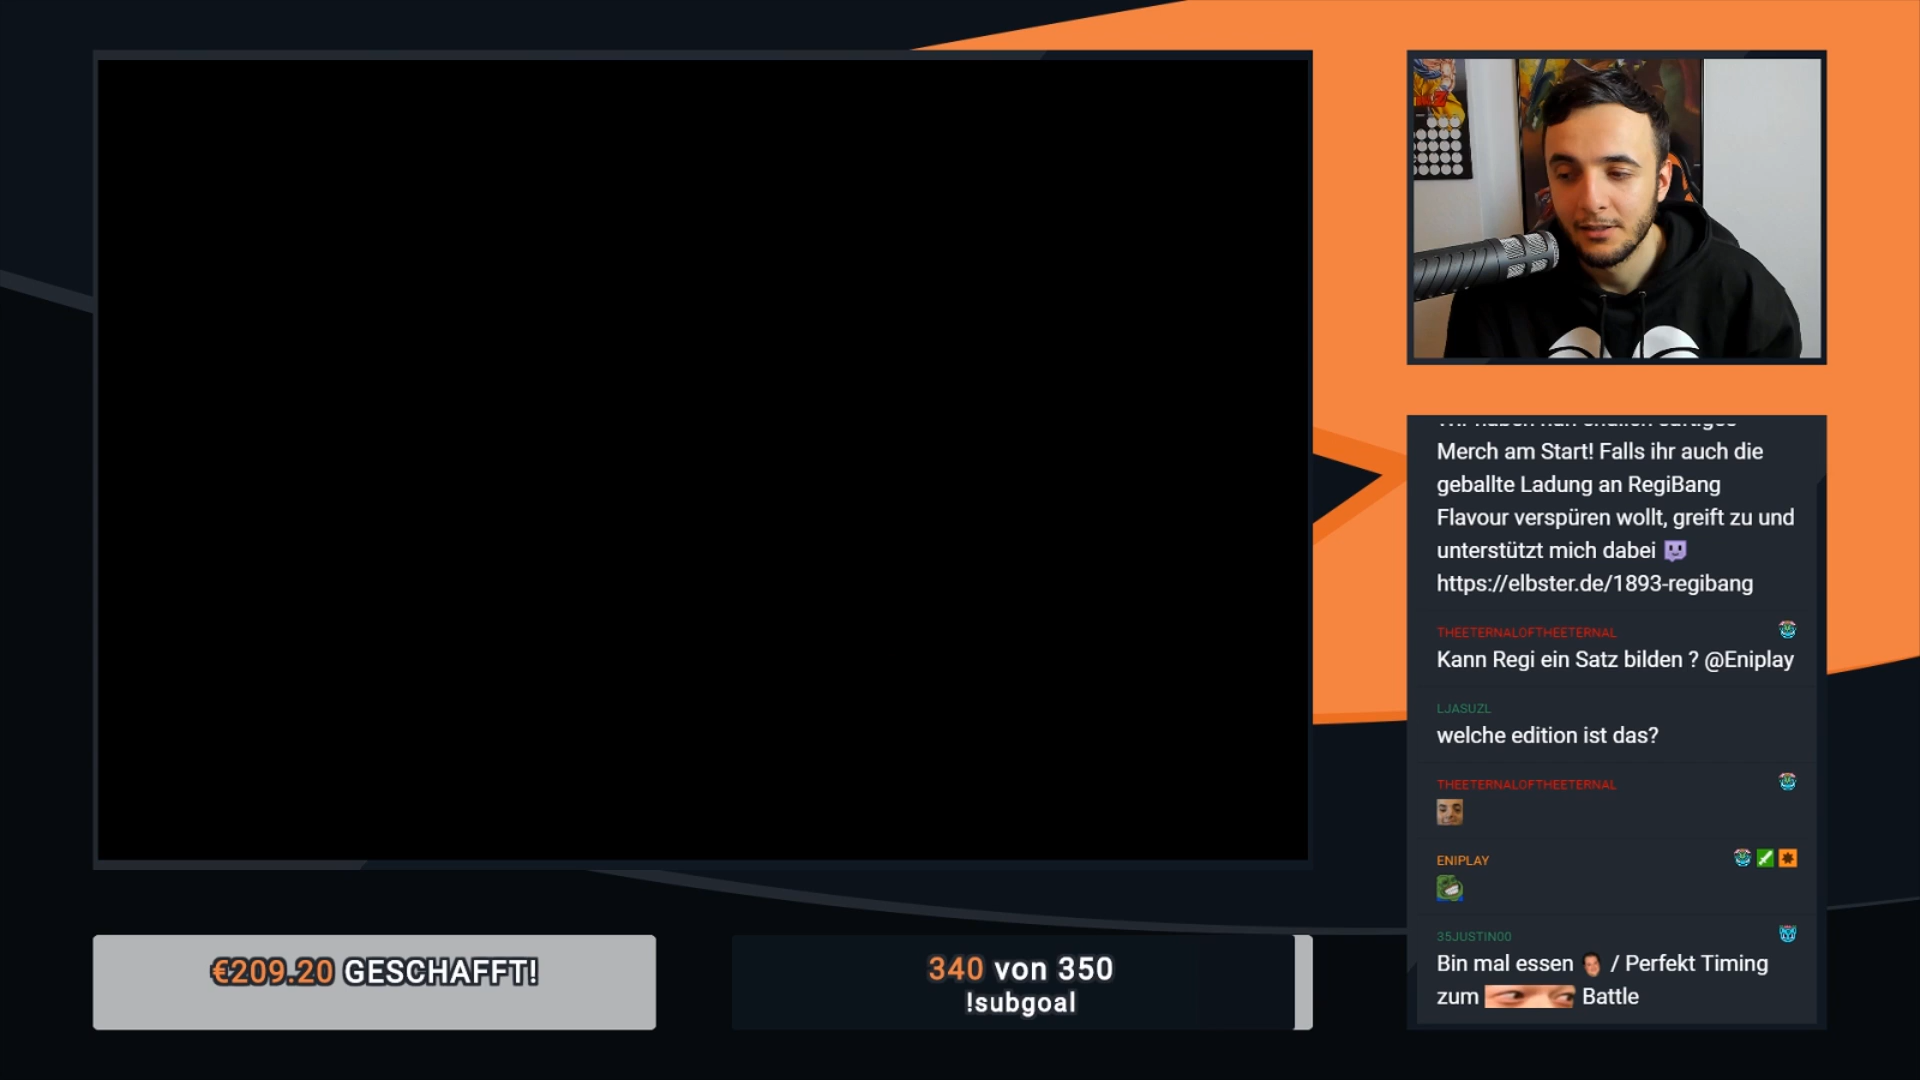 Merch am Start! Falls ihr auch die
geballte Ladung an RegiBang
Flavour verspüren wollt, greift zu und
unterstützt mich dabei
https://elbster.de/1893-regibang
THEETERNALOFTHEETERNAL
Kann Regi ein Satz bilden ? @Eniplay
LJASUZL
welche edition ist das?
THEETERNALOFTHEETERNAL
ENIPLAY
35JUSTIN00
Bin mal essen / Perfekt Timing
zum Battle
€209.20 GESCHAFFT!
340 von 350
!subgoal